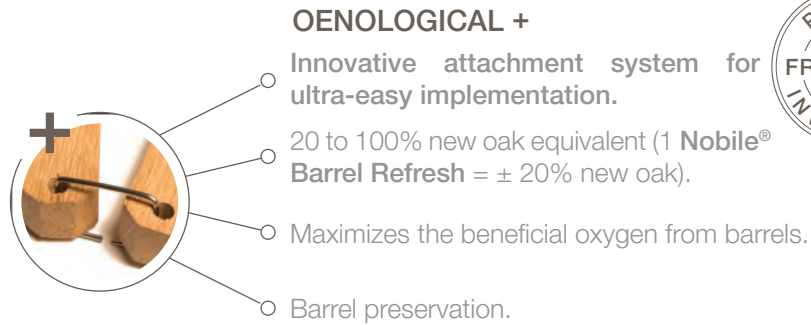 OENOLOGICAL +
Innovative attachment system for
ultra-easy implementation.
20 to 100% new oak equivalent (1 Nobile®
Barrel Refresh = ± 20% new oak).
Maximizes the beneficial oxygen from barrels.
Barrel preservation.